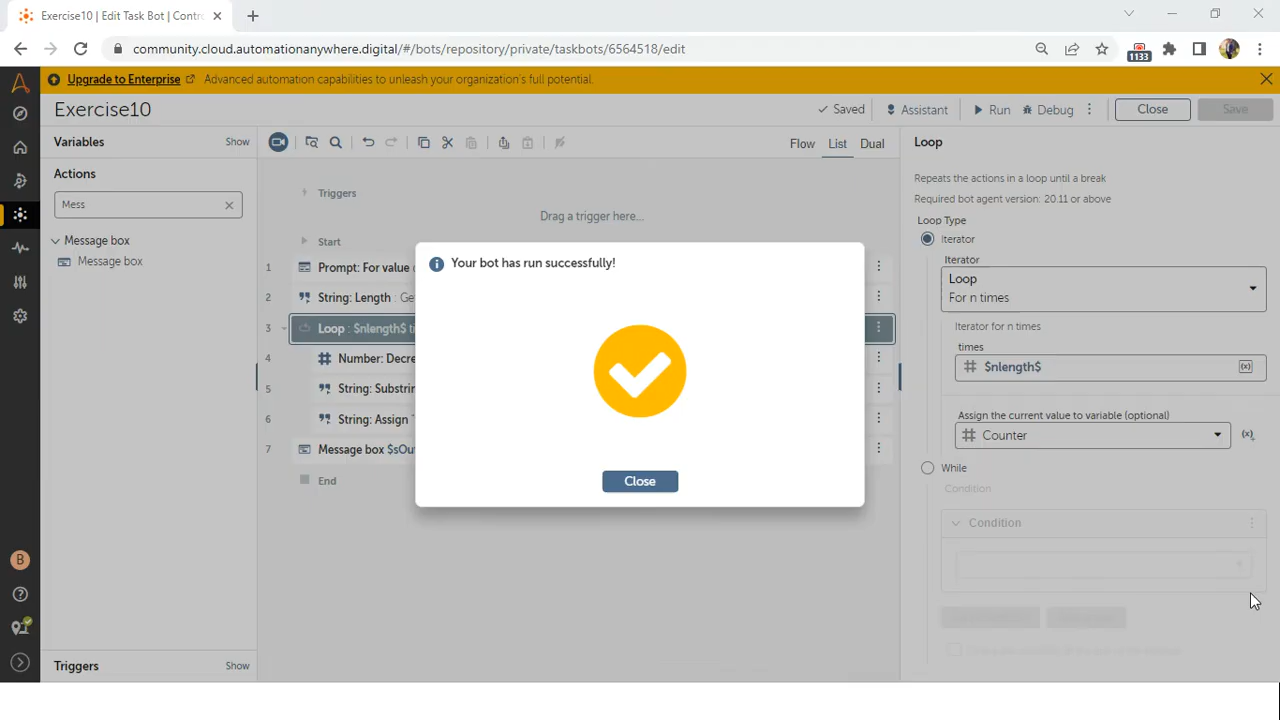 Exercise10 | Edit Task Bot | Contr
community.cloud.automationanywhere.digital/#/bots/repository/private/taskbots/6564518/edit
1133
Upgrade to Enterprise Advanced automation capabilities to unleash your organization's full potential.
Exercise10
Saved
Assistant
Run
Debug
Close
Save
Variables
Show
Flow
List
Dual
Loop
Actions
Mess
Message box
Message box
Triggers
Show
Triggers
Drag a trigger here...
Start
1 Prompt: For value
2 String: Length : Ge
3 Loop : $nlength$ ti
4 Number: Decre
5 String: Substrin
6 String: Assign
7 Message box $sOu
End
Your bot has run successfully!
Close
Repeats the actions in a loop until a break
Required bot agent version: 20.11 or above
Loop Type
Iterator
Iterator
Loop
For n times
Iterator for n times
times
$nlength$
(x)
Assign the current value to variable (optional)
Counter
(x)
While
Condition
Condition
B